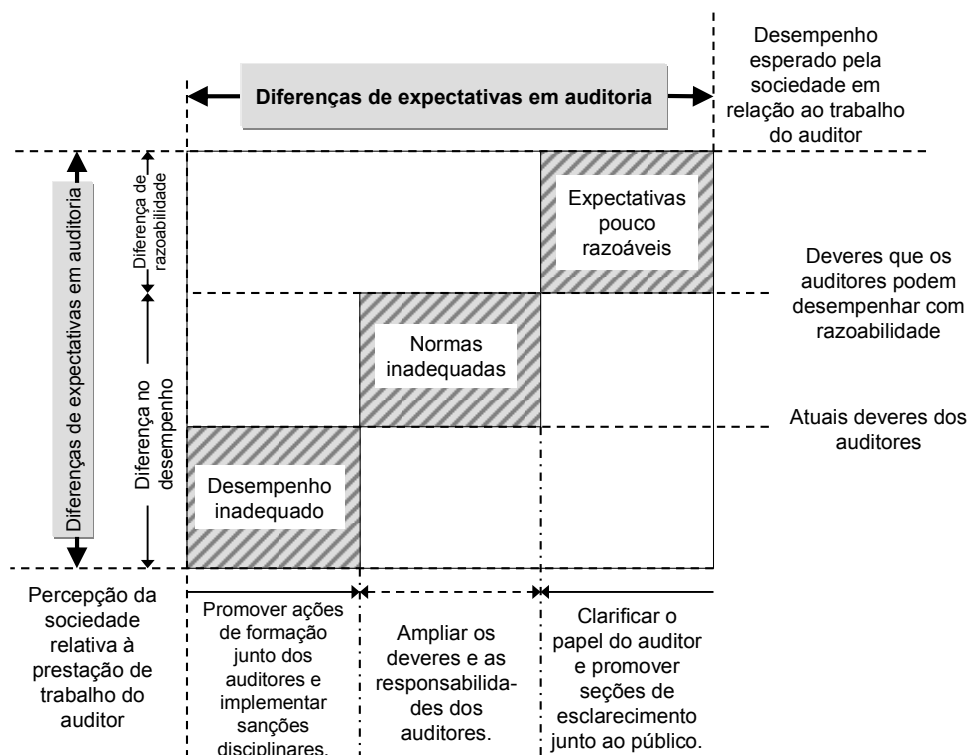 Desempenho
esperado pela
sociedade em
relação ao trabalho
do auditor
Diferenças de expectativas em auditoria
Diferenças de expectativas em auditoria
Diferença de
razoabilidade
Diferença no
desempenho
Expectativas
pouco
razoáveis
Deveres que os
auditores podem
desempenhar com
razoabilidade
Normas
inadequadas
Atuais deveres dos
auditores
Desempenho
inadequado
Percepção da
sociedade
relativa à
prestação de
trabalho do
auditor
Promover ações
de formação
junto dos
auditores e
implementar
sanções
disciplinares.
Ampliar os
deveres e as
responsabilida-
des dos
auditores.
Clarificar o
papel do auditor
e promover
seções de
esclarecimento
junto ao público.